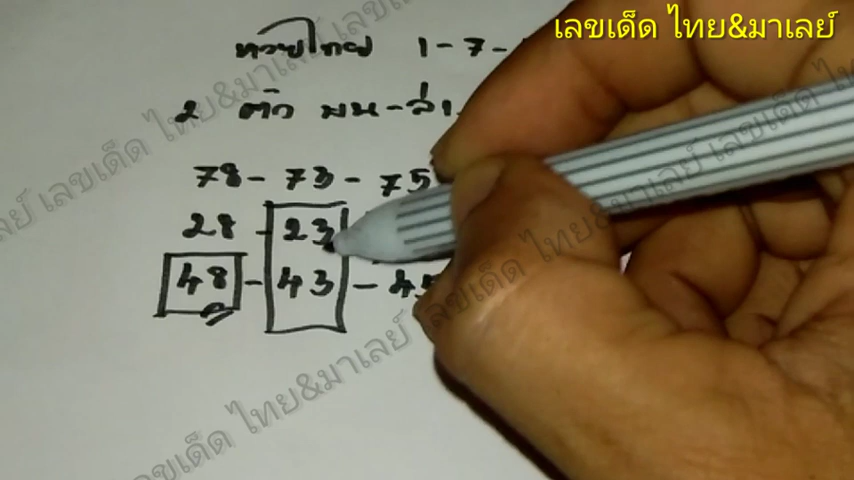 เลขเด็ด ไทย&มาเลย์
หวยไทย 1-7-
2 ตัว บน-ล่าง
78-73-75
28-23
48-43-45